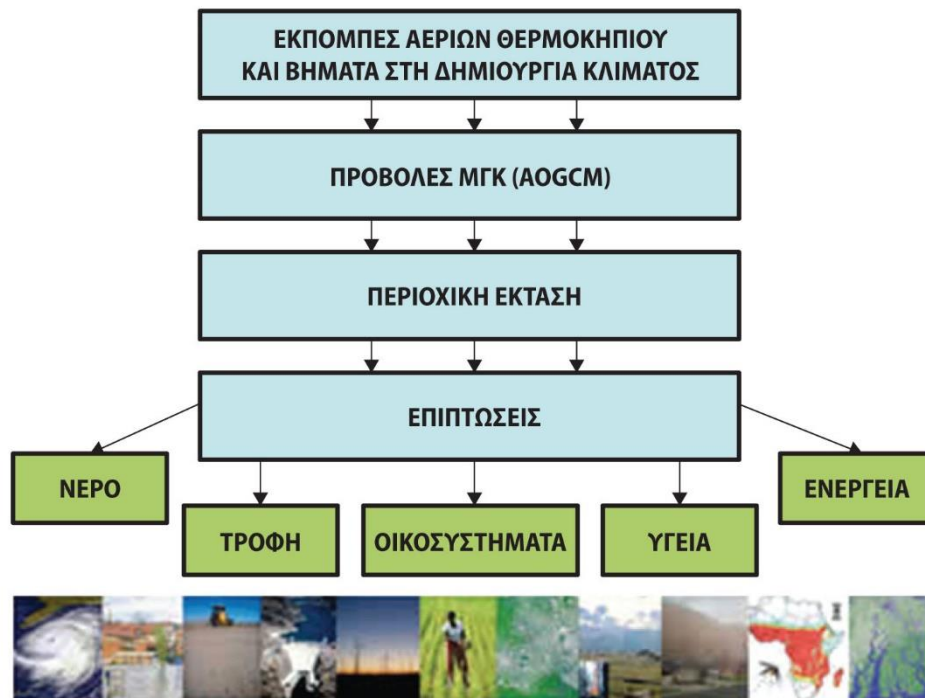 ΕΚΠΟΜΠΕΣ ΑΕΡΙΩΝ ΘΕΡΜΟΚΗΠΙΟΥ
ΚΑΙ ΒΗΜΑΤΑ ΣΤΗ ΔΗΜΙΟΥΡΓΙΑ ΚΛΙΜΑΤΟΣ
ΠΡΟΒΟΛΕΣ ΜΓΚ (AOGCM)
ΠΕΡΙΟΧΙΚΗ ΕΚΤΑΣΗ
ΕΠΙΠΤΩΣΕΙΣ
ΝΕΡΟ
ΕΝΕΡΓΕΙΑ
ΤΡΟΦΗ
ΟΙΚΟΣΥΣΤΗΜΑΤΑ
ΥΓΕΙΑ